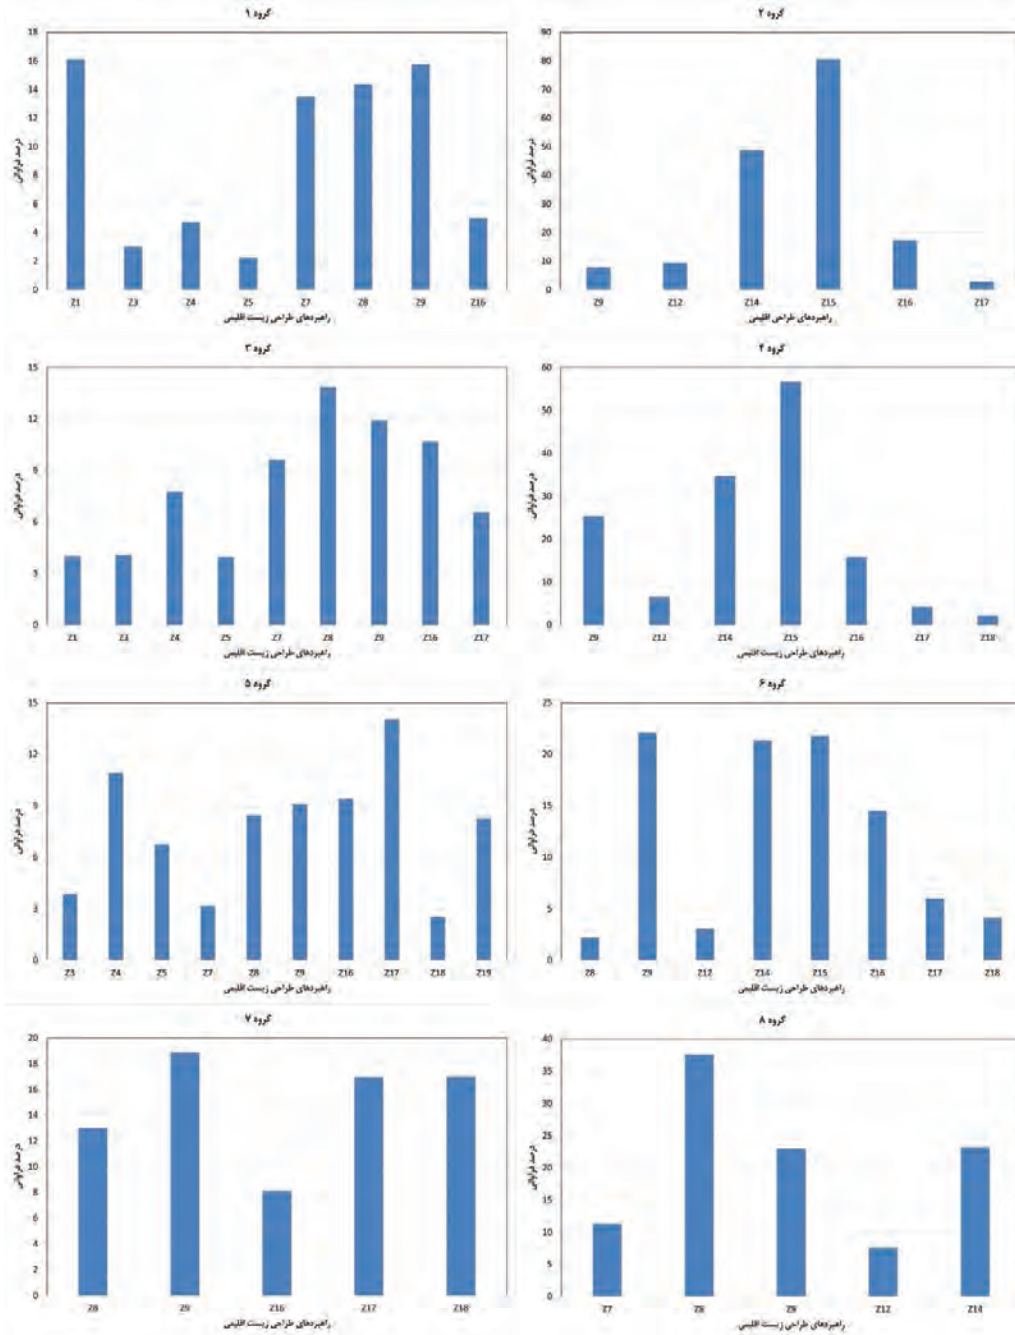 گروه ۱
درصد فراوانی
18
16
14
12
10
8
6
4
2
0
Z1 Z3 Z4 Z5 Z7 Z8 Z9 Z16
راهبردهای طراحی زیست اقلیمی
گروه ۲
درصد فراوانی
90
80
70
60
50
40
30
20
10
0
Z9 Z12 Z14 Z15 Z16 Z17
راهبردهای طراحی زیست اقلیمی
گروه ۳
درصد فراوانی
15
12
9
6
3
0
Z1 Z3 Z4 Z5 Z7 Z8 Z9 Z16 Z17
راهبردهای طراحی زیست اقلیمی
گروه ۴
درصد فراوانی
60
50
40
30
20
10
0
Z9 Z12 Z14 Z15 Z16 Z17 Z18
راهبردهای طراحی زیست اقلیمی
گروه ۵
درصد فراوانی
15
12
9
6
3
0
Z3 Z4 Z5 Z7 Z8 Z9 Z16 Z17 Z18 Z19
راهبردهای طراحی زیست اقلیمی
گروه ۶
درصد فراوانی
25
20
15
10
5
0
Z8 Z9 Z12 Z14 Z15 Z16 Z17 Z18
راهبردهای طراحی زیست اقلیمی
گروه ۷
درصد فراوانی
20
18
16
14
12
10
8
6
4
2
0
Z8 Z9 Z16 Z17 Z18
راهبردهای طراحی زیست اقلیمی
گروه ۸
درصد فراوانی
40
35
30
25
20
15
10
5
0
Z7 Z8 Z9 Z12 Z14
راهبردهای طراحی زیست اقلیمی